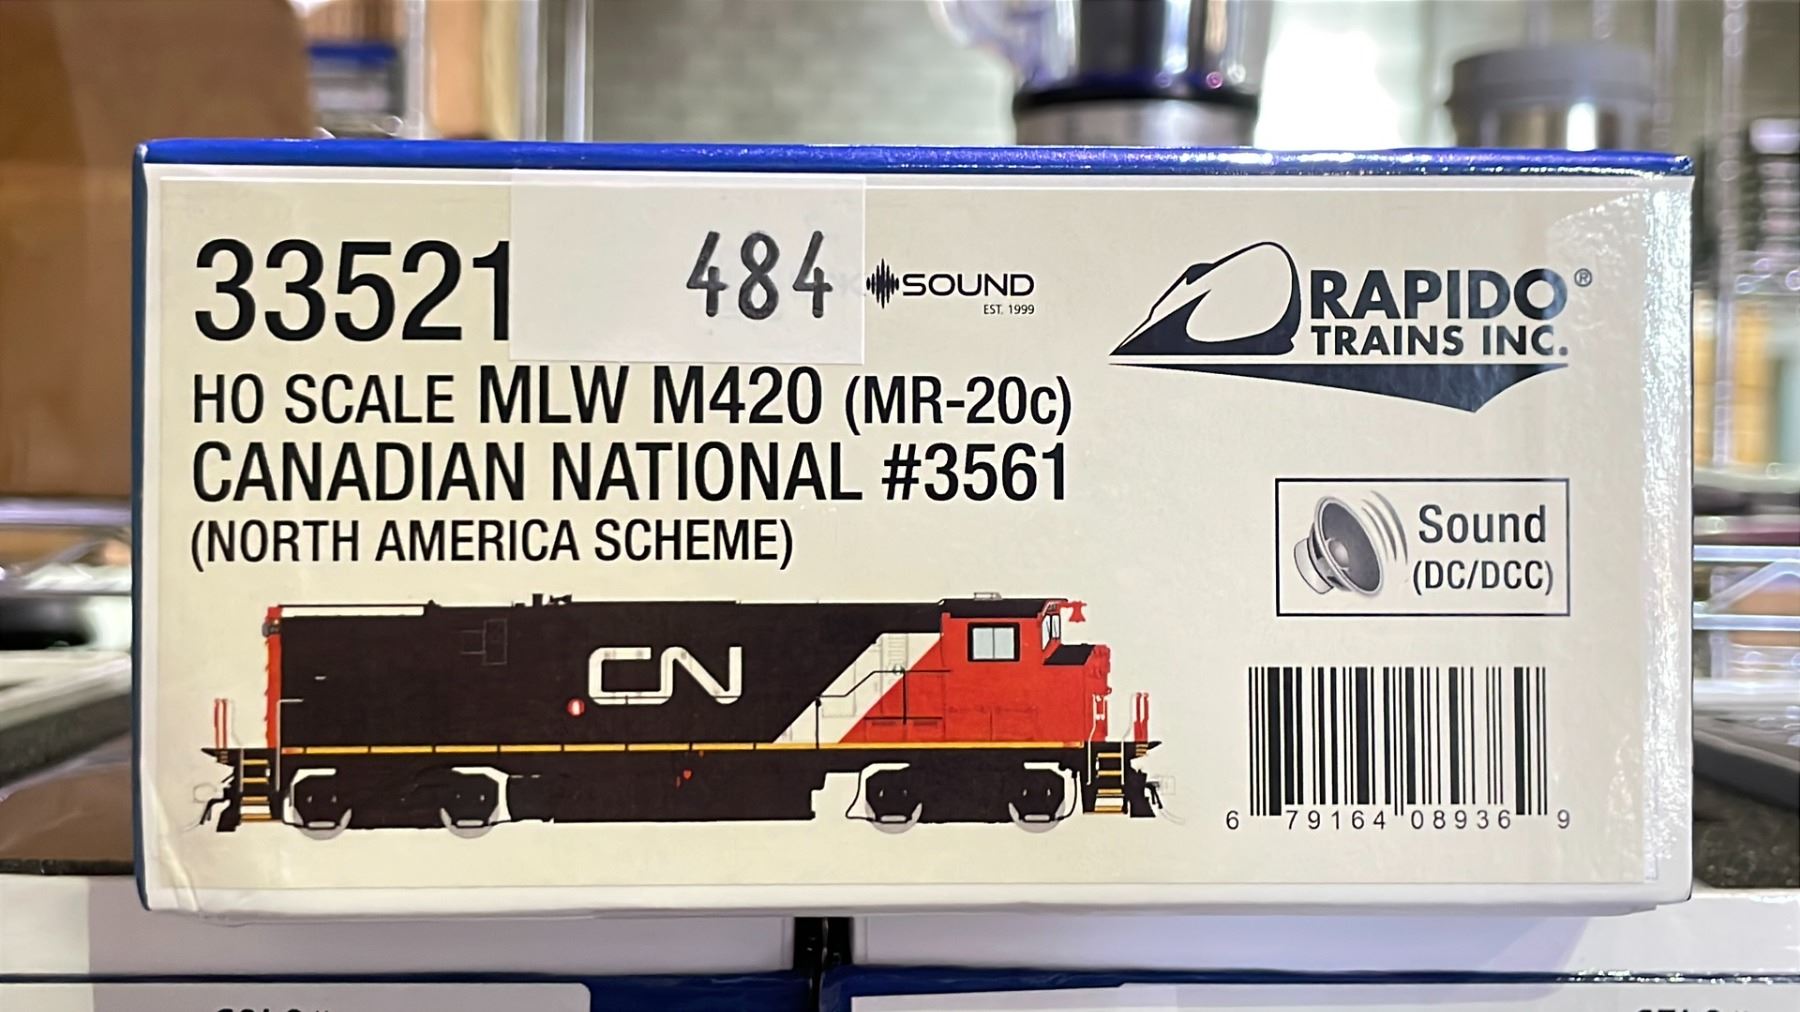 33521
484
SOUND
EST. 1999
RAPIDO®
TRAINS INC.
HO SCALE MLW M420 (MR-20c)
CANADIAN NATIONAL #3561
(NORTH AMERICA SCHEME)
Sound
(DC/DCC)
CN
6 79164 08936 9